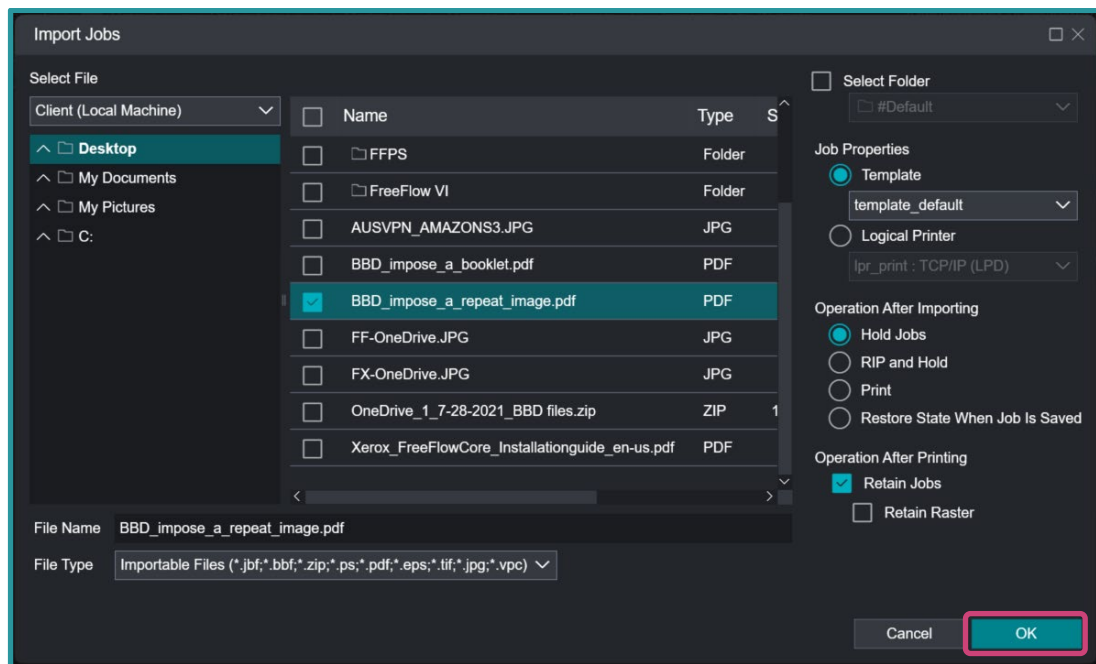 Import Jobs
Select File
Client (Local Machine)
Desktop
My Documents
My Pictures
C:
Name Type S
FFPS Folder
FreeFlow VI Folder
AUSVPN_AMAZONS3.JPG JPG
BBD_impose_a_booklet.pdf PDF
BBD_impose_a_repeat_image.pdf PDF
FF-OneDrive.JPG JPG
FX-OneDrive.JPG JPG
OneDrive_1_7-28-2021_BBD files.zip ZIP 1
Xerox_FreeFlowCore_Installationguide_en-us.pdf PDF
File Name BBD_impose_a_repeat_image.pdf
File Type Importable Files (*.jbf;*.bbf;*.zip;*.ps;*.pdf;*.eps;*.tif;*.jpg;*.vpc)
Select Folder
#Default
Job Properties
Template
template_default
Logical Printer
lpr_print : TCP/IP (LPD)
Operation After Importing
Hold Jobs
RIP and Hold
Print
Restore State When Job Is Saved
Operation After Printing
Retain Jobs
Retain Raster
Cancel OK